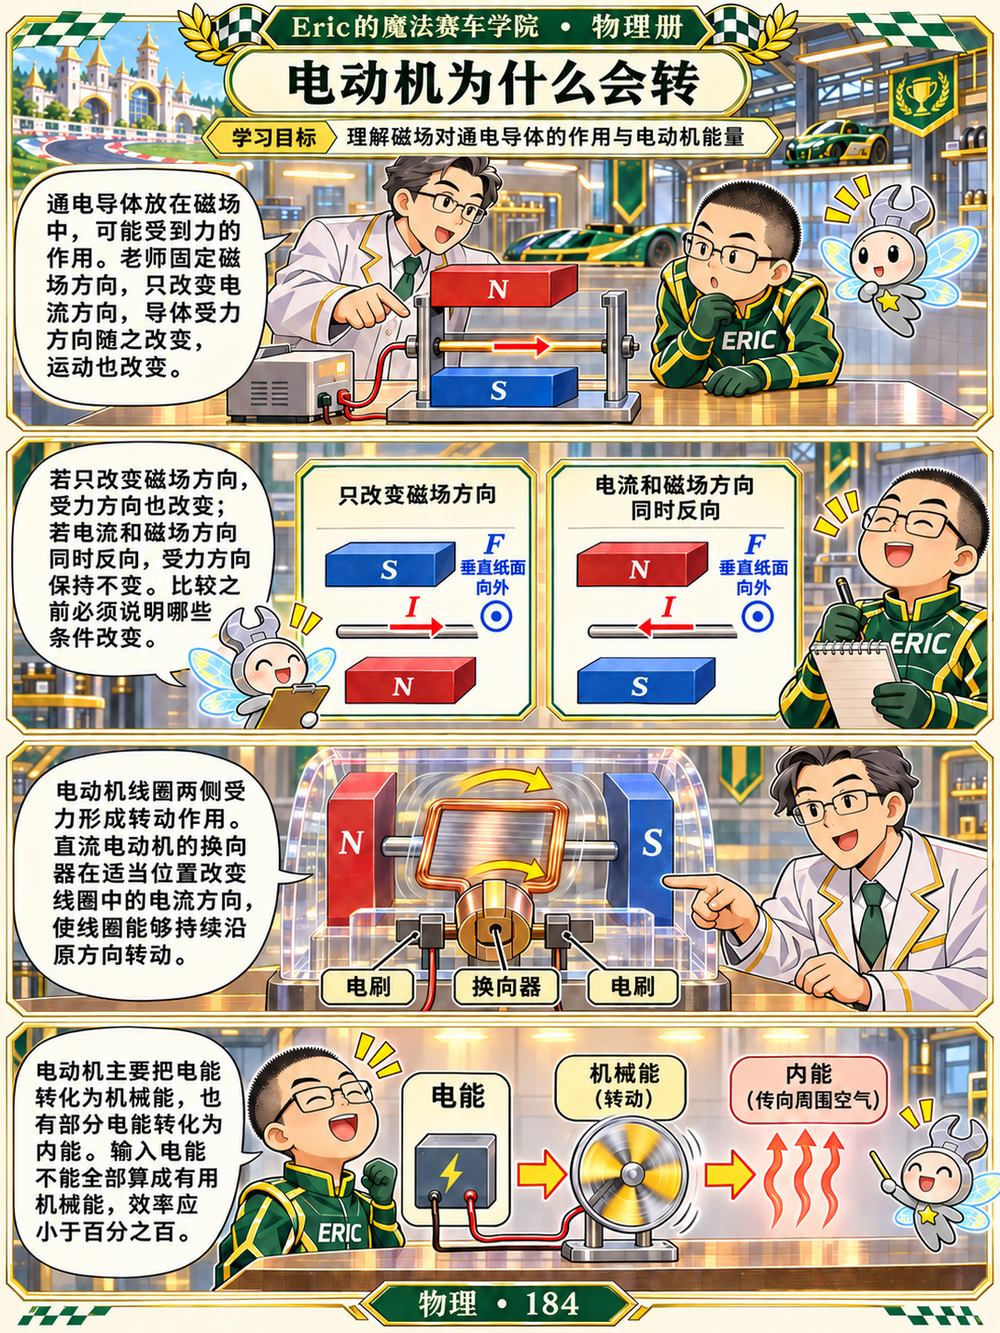 Eric的魔法赛车学院 • 物理册
电动机为什么会转
学习目标 理解磁场对通电导体的作用与电动机能量
通电导体放在磁场
中，可能受到力的
作用。老师固定磁
场方向，只改变电
流方向，导体受力
方向随之改变，
运动也改变。
N
S
ERIC
若只改变磁场方向，
受力方向也改变；
若电流和磁场方向
同时反向，受力方向
保持不变。比较之
前必须说明哪些
条件改变。
只改变磁场方向
S
F
垂直纸面
向外
I
N
电流和磁场方向
同时反向
N
F
垂直纸面
向外
I
S
ERIC
电动机线圈两侧受
力形成转动作用。
直流电动机的换向
器在适当位置改变
线圈中的电流方向，
使线圈能够持续沿
原方向转动。
N
S
电刷
换向器
电刷
电动机主要把电能
转化为机械能，也
有部分电能转化为
内能。输入电能
不能全部算成有用
机械能，效率应
小于百分之百。
ERIC
电能
机械能
（转动）
内能
（传向周围空气）
物理 • 184